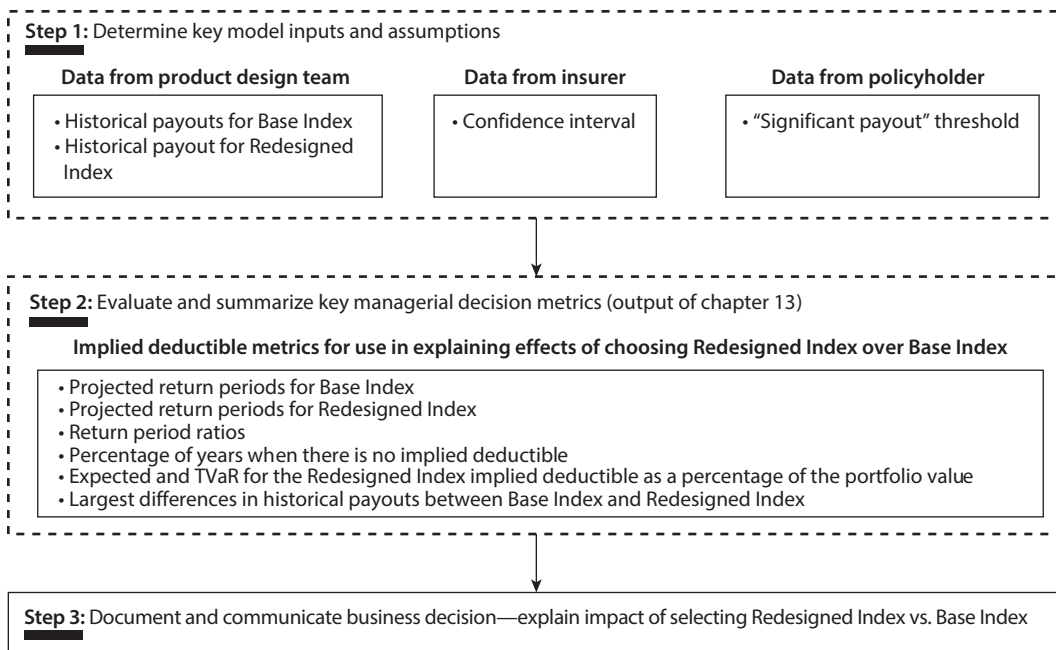 Step 1: Determine key model inputs and assumptions
Data from product design team
• Historical payouts for Base Index
• Historical payout for Redesigned
Index
Data from insurer
• Confidence interval
Data from policyholder
• “Significant payout” threshold
Step 2: Evaluate and summarize key managerial decision metrics (output of chapter 13)
Implied deductible metrics for use in explaining effects of choosing Redesigned Index over Base Index
• Projected return periods for Base Index
• Projected return periods for Redesigned Index
• Return period ratios
• Percentage of years when there is no implied deductible
• Expected and TVaR for the Redesigned Index implied deductible as a percentage of the portfolio value
• Largest differences in historical payouts between Base Index and Redesigned Index
Step 3: Document and communicate business decision—explain impact of selecting Redesigned Index vs. Base Index